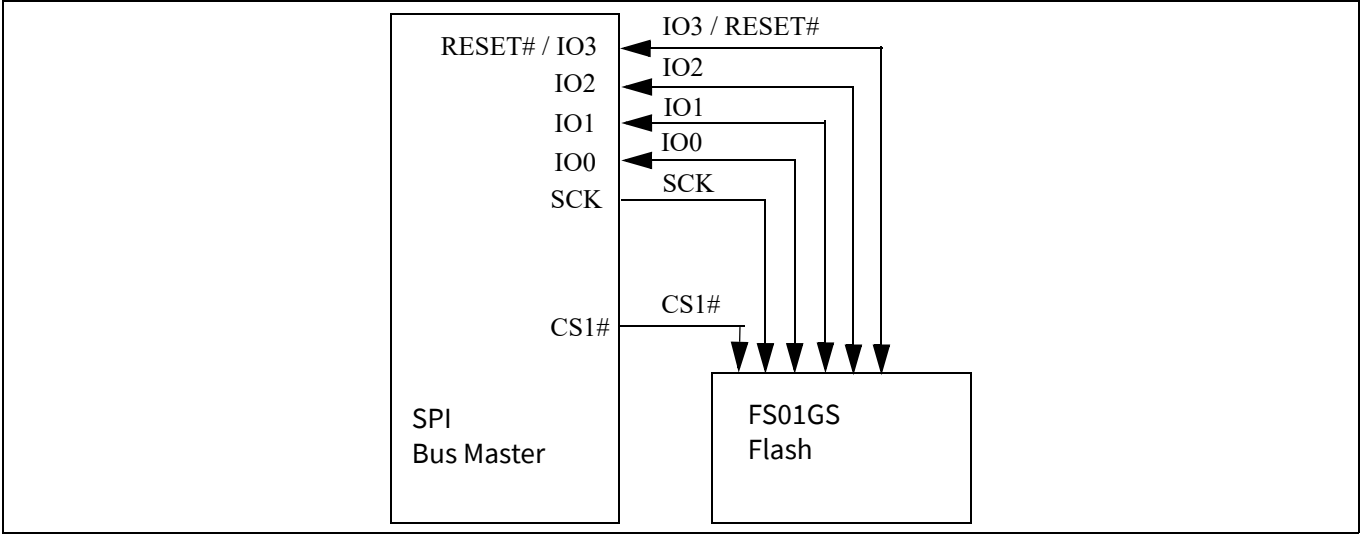 IO3 / RESET#
RESET# / IO3
IO2
IO2
IO1
IO1
IO0
IO0
SCK
SCK
CS1#
CS1#
SPI
Bus Master
FS01GS
Flash